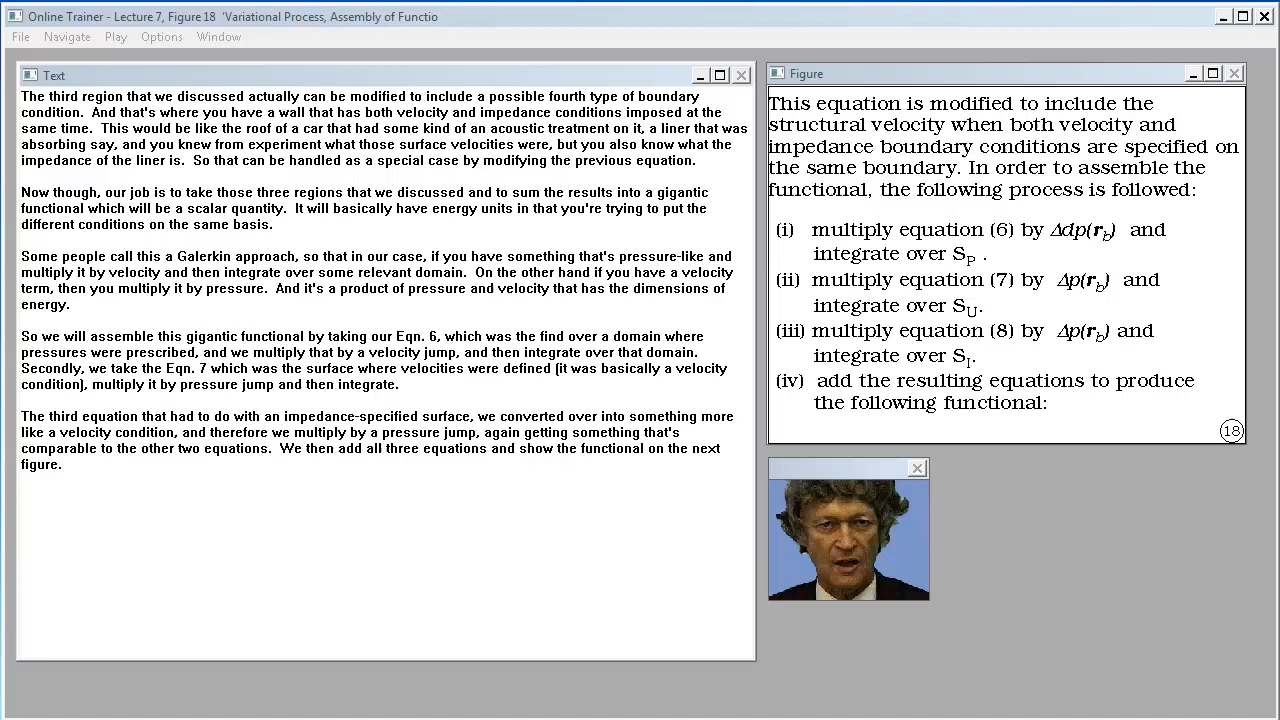 Online Trainer - Lecture 7, Figure 18 'Variational Process, Assembly of Functio
File Navigate Play Options Window
Text
The third region that we discussed actually can be modified to include a possible fourth type of boundary
condition. And that's where you have a wall that has both velocity and impedance conditions imposed at the
same time. This would be like the roof of a car that had some kind of an acoustic treatment on it, a liner that was
absorbing say, and you knew from experiment what those surface velocities were, but you also know what the
impedance of the liner is. So that can be handled as a special case by modifying the previous equation.
Now though, our job is to take those three regions that we discussed and to sum the results into a gigantic
functional which will be a scalar quantity. It will basically have energy units in that you're trying to put the
different conditions on the same basis.
Some people call this a Galerkin approach, so that in our case, if you have something that's pressure-like and
multiply it by velocity and then integrate over some relevant domain. On the other hand if you have a velocity
term, then you multiply it by pressure. And it's a product of pressure and velocity that has the dimensions of
energy.
So we will assemble this gigantic functional by taking our Eqn. 6, which was the find over a domain where
pressures were prescribed, and we multiply that by a velocity jump, and then integrate over that domain.
Secondly, we take the Eqn. 7 which was the surface where velocities were defined (it was basically a velocity
condition), multiply it by pressure jump and then integrate.
The third equation that had to do with an impedance-specified surface, we converted over into something more
like a velocity condition, and therefore we multiply by a pressure jump, again getting something that's
comparable to the other two equations. We then add all three equations and show the functional on the next
figure.
Figure
This equation is modified to include the
structural velocity when both velocity and
impedance boundary conditions are specified on
the same boundary. In order to assemble the
functional, the following process is followed:
(i) multiply equation (6) by Δdp(r_b) and
integrate over S_P .
(ii) multiply equation (7) by Δp(r_b) and
integrate over S_U.
(iii) multiply equation (8) by Δp(r_b) and
integrate over S_I.
(iv) add the resulting equations to produce
the following functional:
18